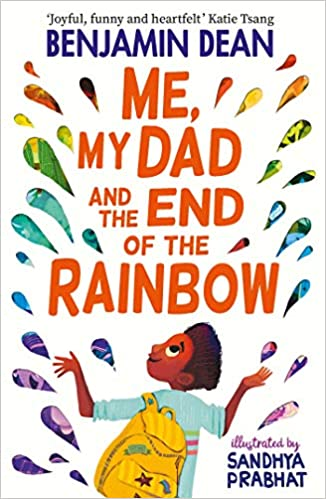 ‘Joyful, funny and heartfelt’ Katie Tsang
BENJAMIN DEAN
ME,
MY DAD
AND THE END
OF THE
RAINBOW
illustrated by
SANDHYA
PRABHAT